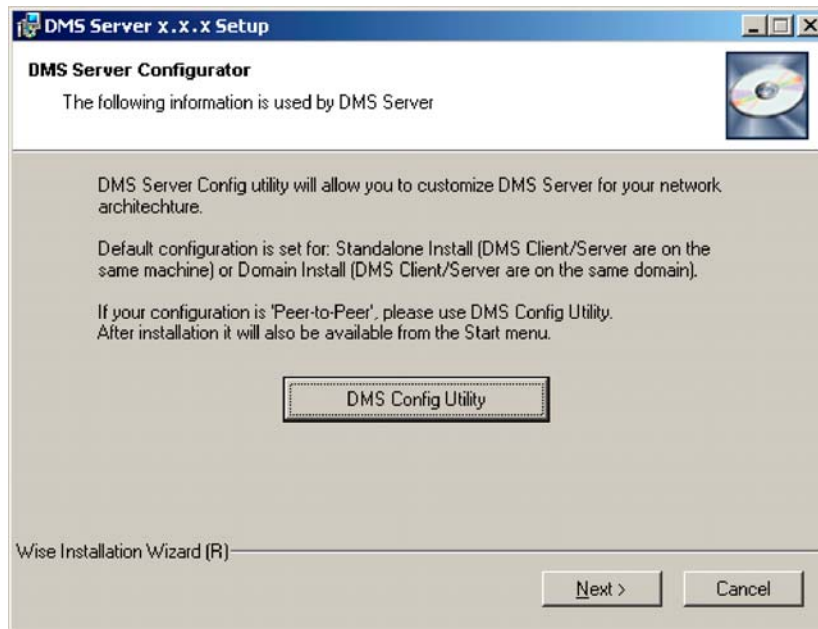 DMS Server x.x.x Setup
DMS Server Configurator
The following information is used by DMS Server
DMS Server Config utility will allow you to customize DMS Server for your network
architechture.
Default configuration is set for: Standalone Install (DMS Client/Server are on the
same machine) or Domain Install (DMS Client/Server are on the same domain).
If your configuration is 'Peer-to-Peer', please use DMS Config Utility.
After installation it will also be available from the Start menu.
DMS Config Utility
Wise Installation Wizard (R)
Next >
Cancel